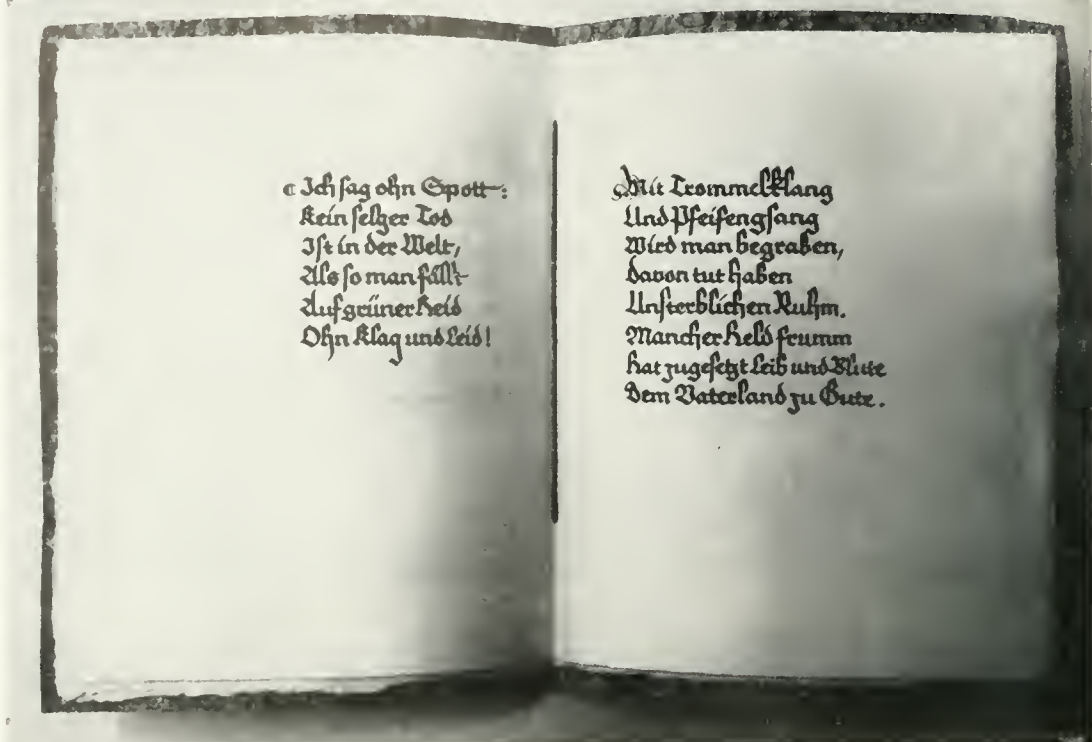 Ich sag ohn Spott:
Kein selger Tod
Ist in der Welt,
Als so man fällt
Auf grüner Heid
Ohn Klag und Leid!
Mit Trommelklang
Und Pfeifengsang
Wird man begraben,
Davon tut haben
Unsterblichen Ruhm.
Mancher Held frumm
Hat zugesetzt Leib und Blute
Dem Vaterland zu Gute.